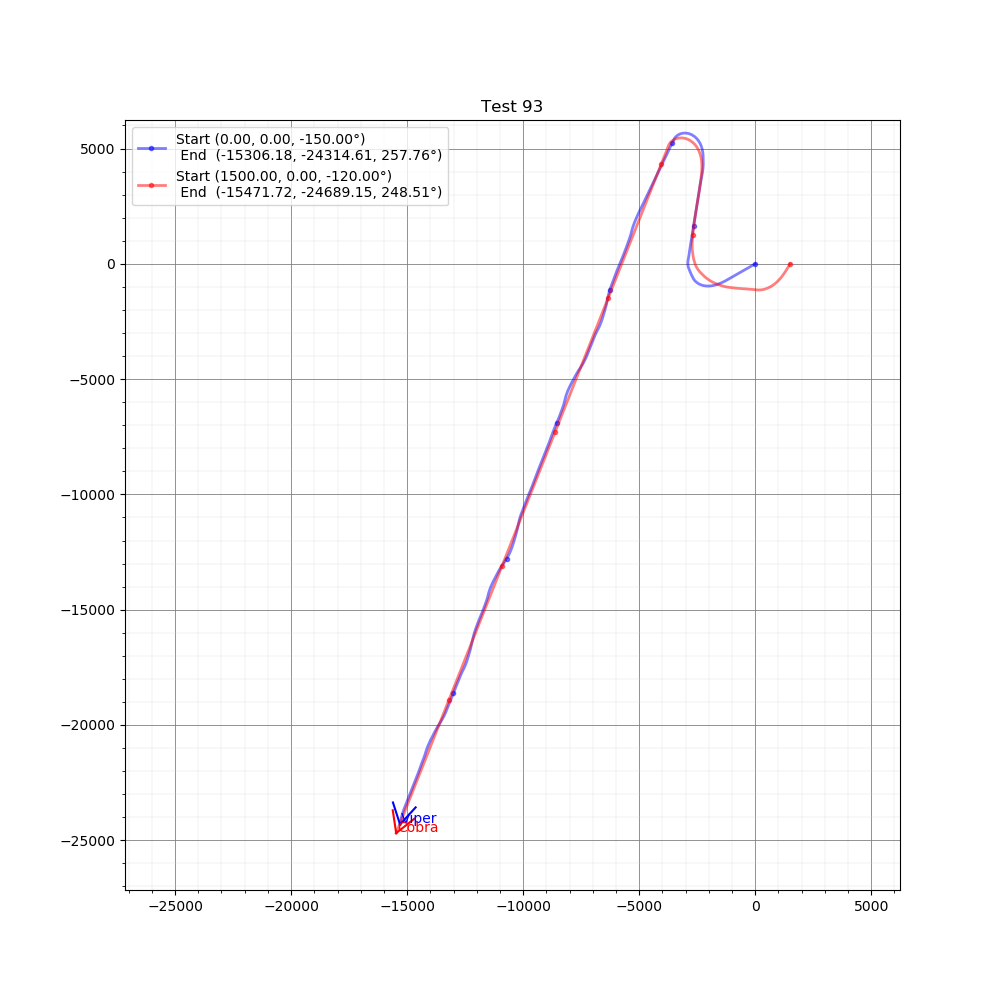 Test 93
Start (0.00, 0.00, -150.00°)
End (-15306.18, -24314.61, 257.76°)
Start (1500.00, 0.00, -120.00°)
End (-15471.72, -24689.15, 248.51°)
5000
0
−5000
−10000
−15000
−20000
−25000
Viper
Cobra
−25000 −20000 −15000 −10000 −5000 0 5000